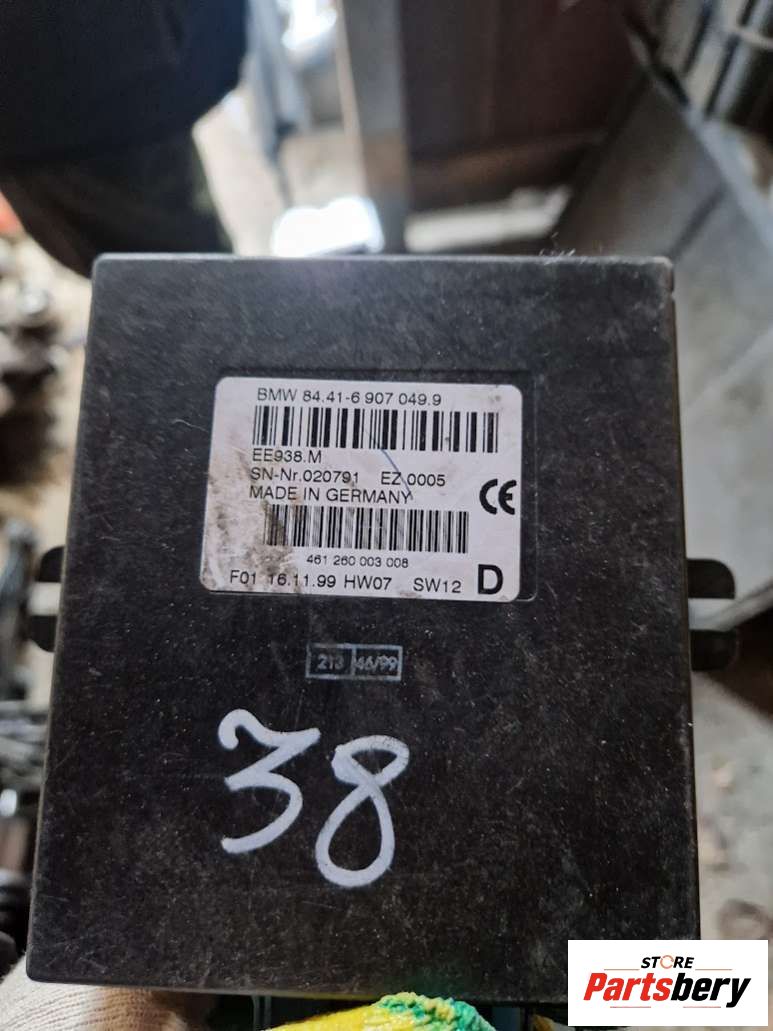 BMW 84.41-6 907 049.9
EE938.M
SN-Nr.020791 EZ 0005
MADE IN GERMANY
CE
461 260 003 008
F01 16.11.99 HW07 SW12 D
213 46/99
38
STORE
Partsbery